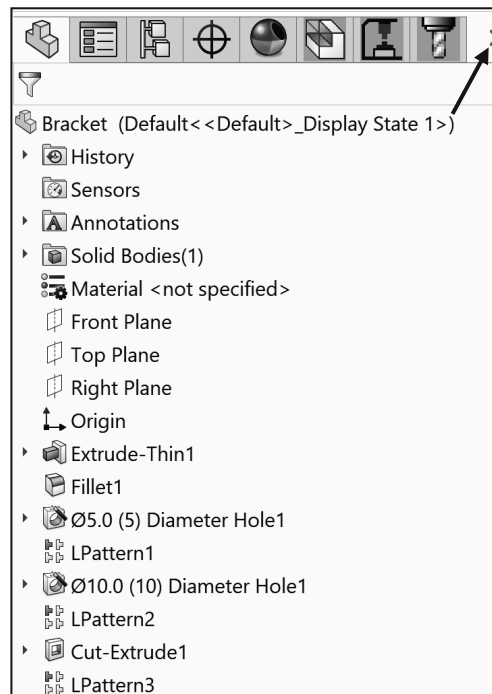 Bracket (Default<<Default>_Display State 1>)
History
Sensors
Annotations
Solid Bodies(1)
Material <not specified>
Front Plane
Top Plane
Right Plane
Origin
Extrude-Thin1
Fillet1
Ø5.0 (5) Diameter Hole1
LPattern1
Ø10.0 (10) Diameter Hole1
LPattern2
Cut-Extrude1
LPattern3